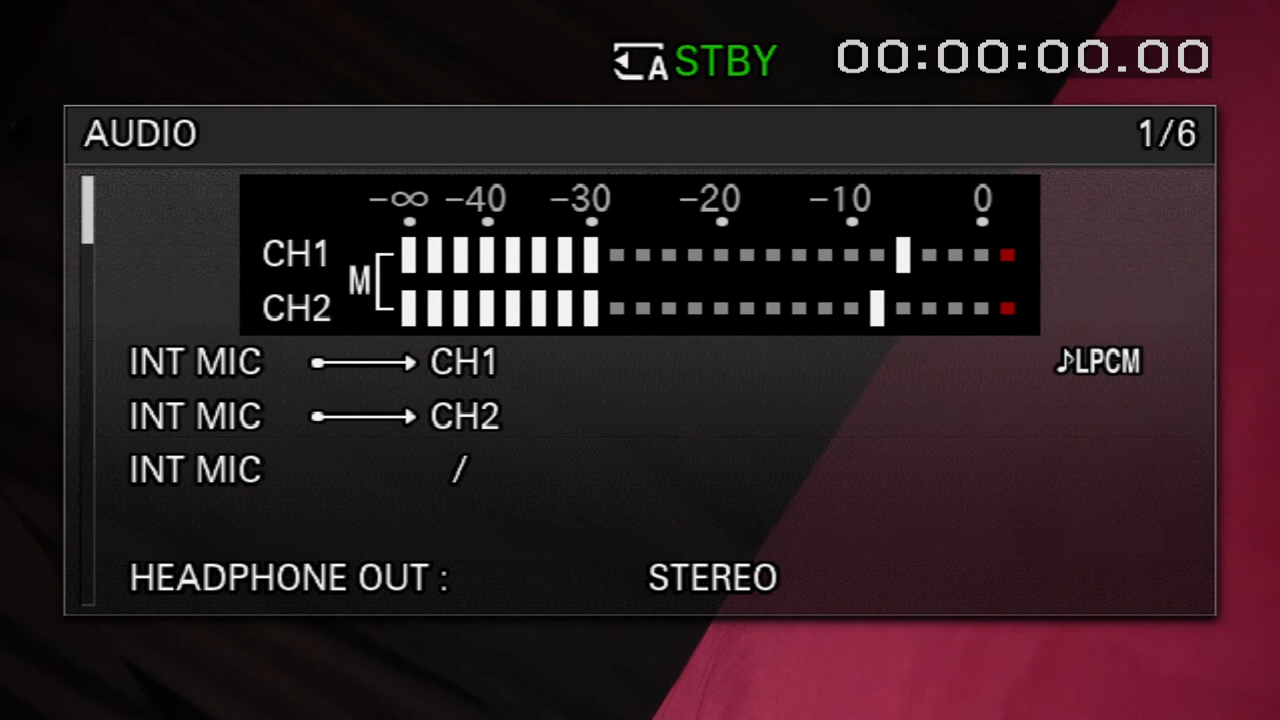 A STBY 00:00:00.00
AUDIO 1/6
−∞ −40 −30 −20 −10 0
CH1
M
CH2
INT MIC CH1 ♪LPCM
INT MIC CH2
INT MIC /
HEADPHONE OUT : STEREO